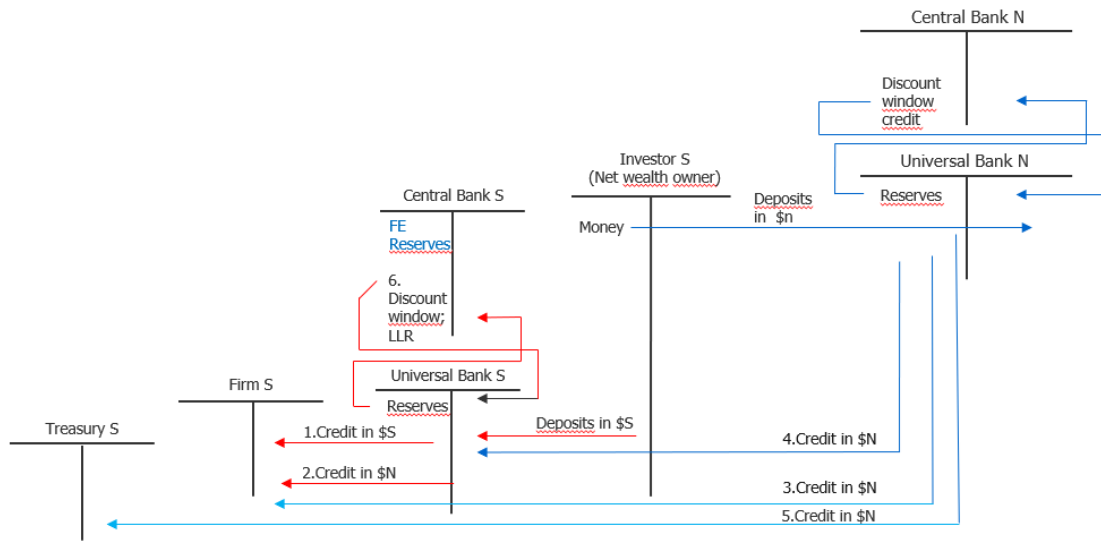 Central Bank N
Discount
window
credit
Investor S
(Net wealth owner)
Universal Bank N
Deposits
in $n
Reserves
Central Bank S
FE
Reserves
Money
6.
Discount
window;
LLR
Universal Bank S
Firm S
Reserves
Treasury S
Deposits in $S
1.Credit in $S
4.Credit in $N
2.Credit in $N
3.Credit in $N
5.Credit in $N